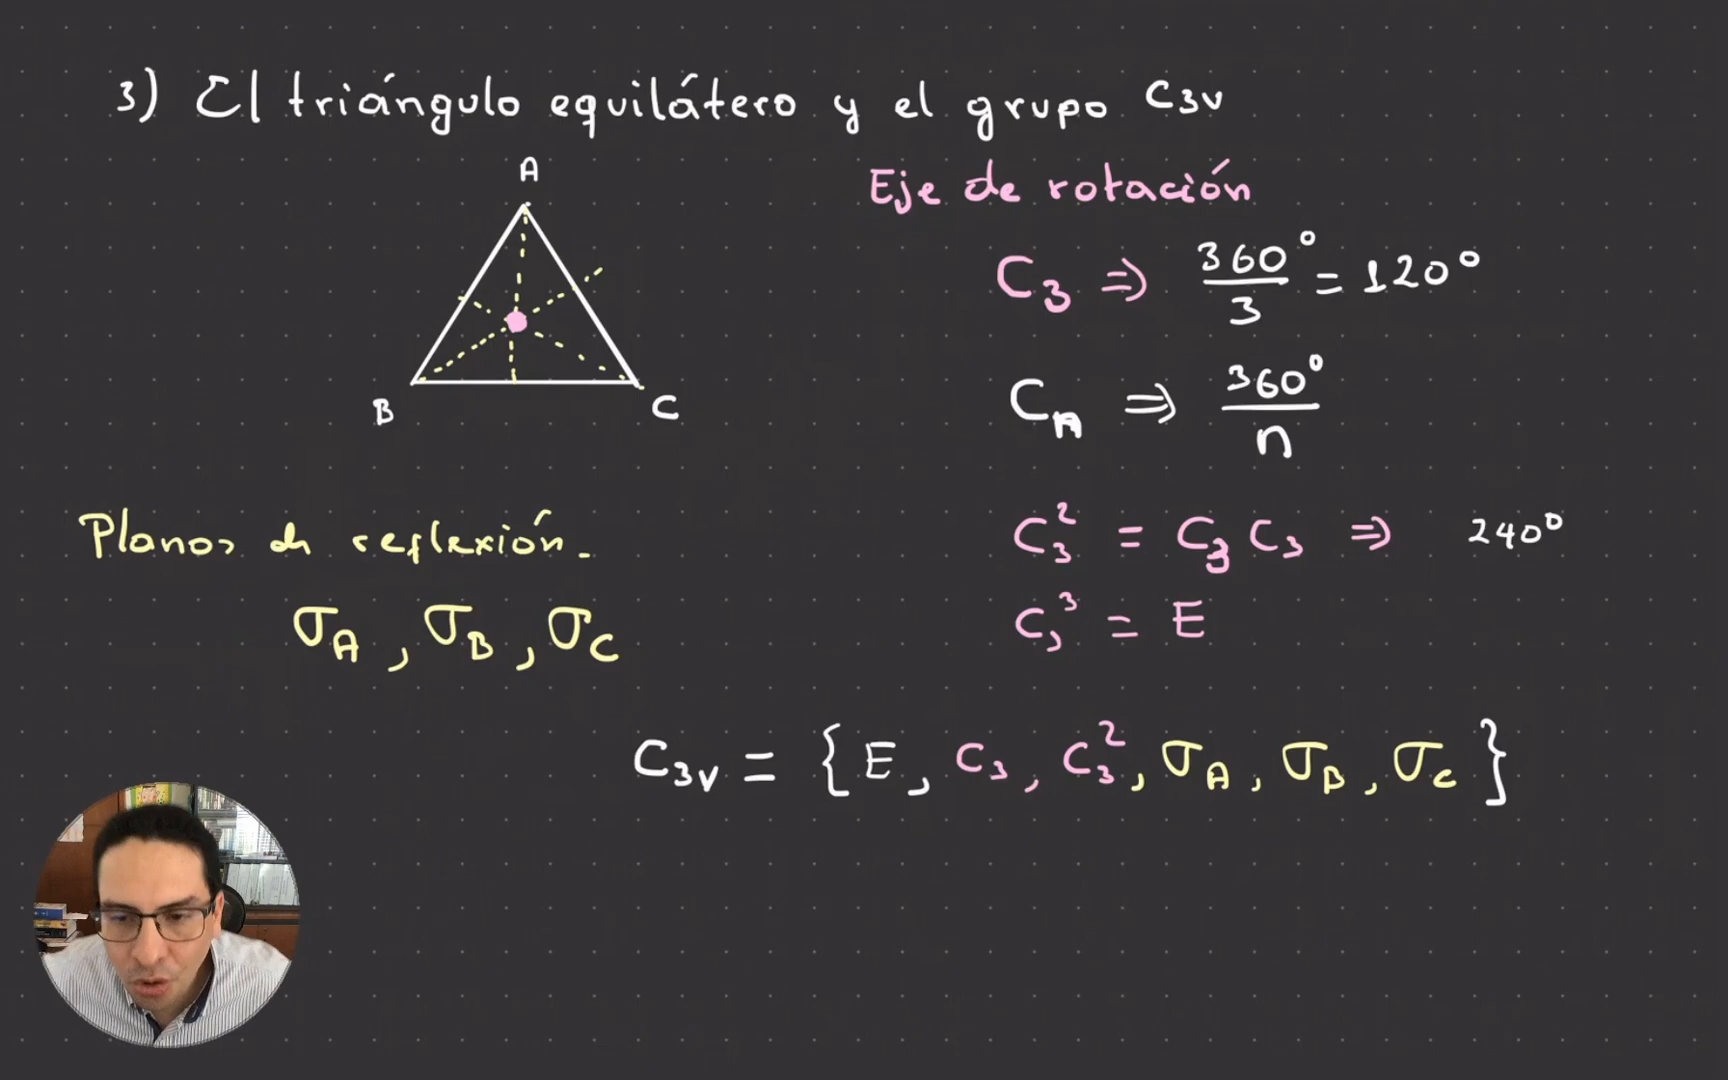 3) El triángulo equilátero y el grupo C3v
A
B
C
Eje de rotación
C₃ ⇒ 360°/3 = 120°
Cₙ ⇒ 360°/n
C₃² = C₃ C₃ ⇒ 240°
C₃³ = E
Planos de reflexión.
σA, σB, σC
C3v = {E, C₃, C₃², σA, σB, σC}